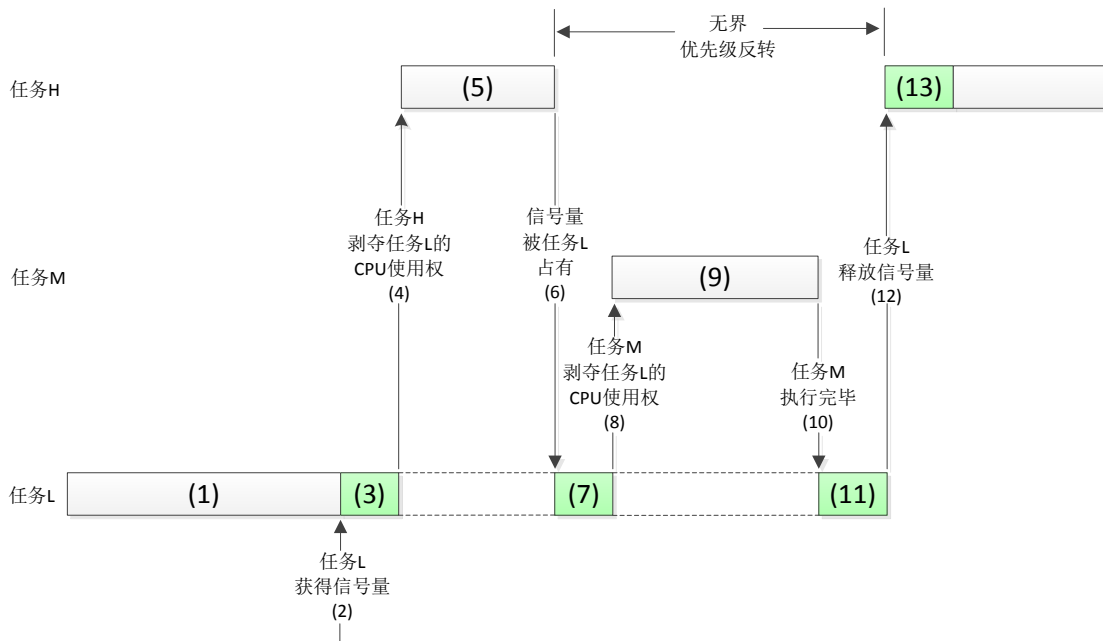 无界
优先级反转
任务H
(5)
(13)
任务H
剥夺任务L的
CPU使用权
(4)
信号量
被任务L
占有
(6)
任务L
释放信号量
(12)
任务M
(9)
任务M
剥夺任务L的
CPU使用权
(8)
任务M
执行完毕
(10)
任务L
(1)
(3)
(7)
(11)
任务L
获得信号量
(2)